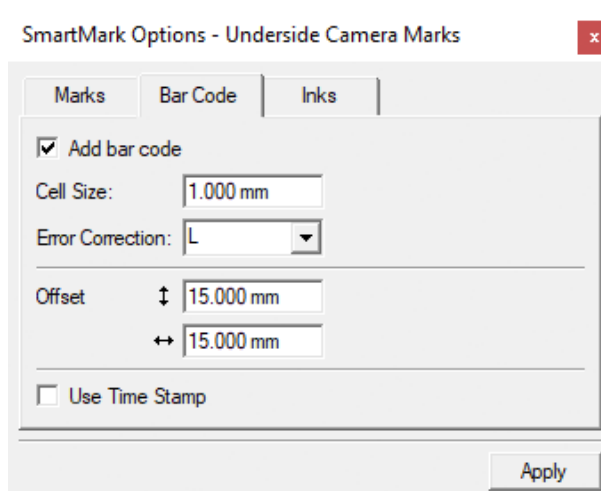 SmartMark Options - Underside Camera Marks
x
Marks Bar Code Inks
Add bar code
Cell Size: 1.000 mm
Error Correction: L
Offset ↕ 15.000 mm
↔ 15.000 mm
Use Time Stamp
Apply